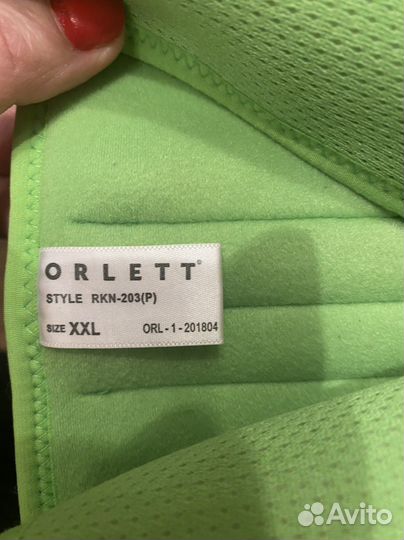 ORLETT®
STYLE RKN-203(P)
SIZE XXL
ORL-1-201804
Avito